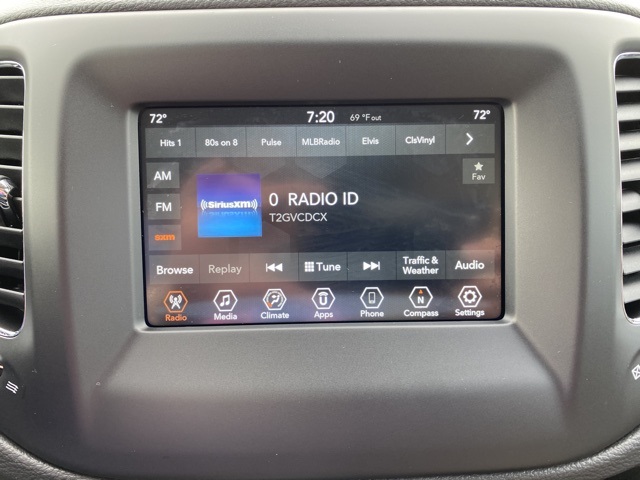 72° 7:20 69 °F out 72°
Hits 1 80s on 8 Pulse MLBRadio Elvis ClsVinyl
AM
FM
sxm
(((SiriusXM)))
0 RADIO ID
T2GVCDCX
Fav
Browse Replay Tune Traffic & Weather Audio
Radio Media Climate Apps Phone Compass Settings